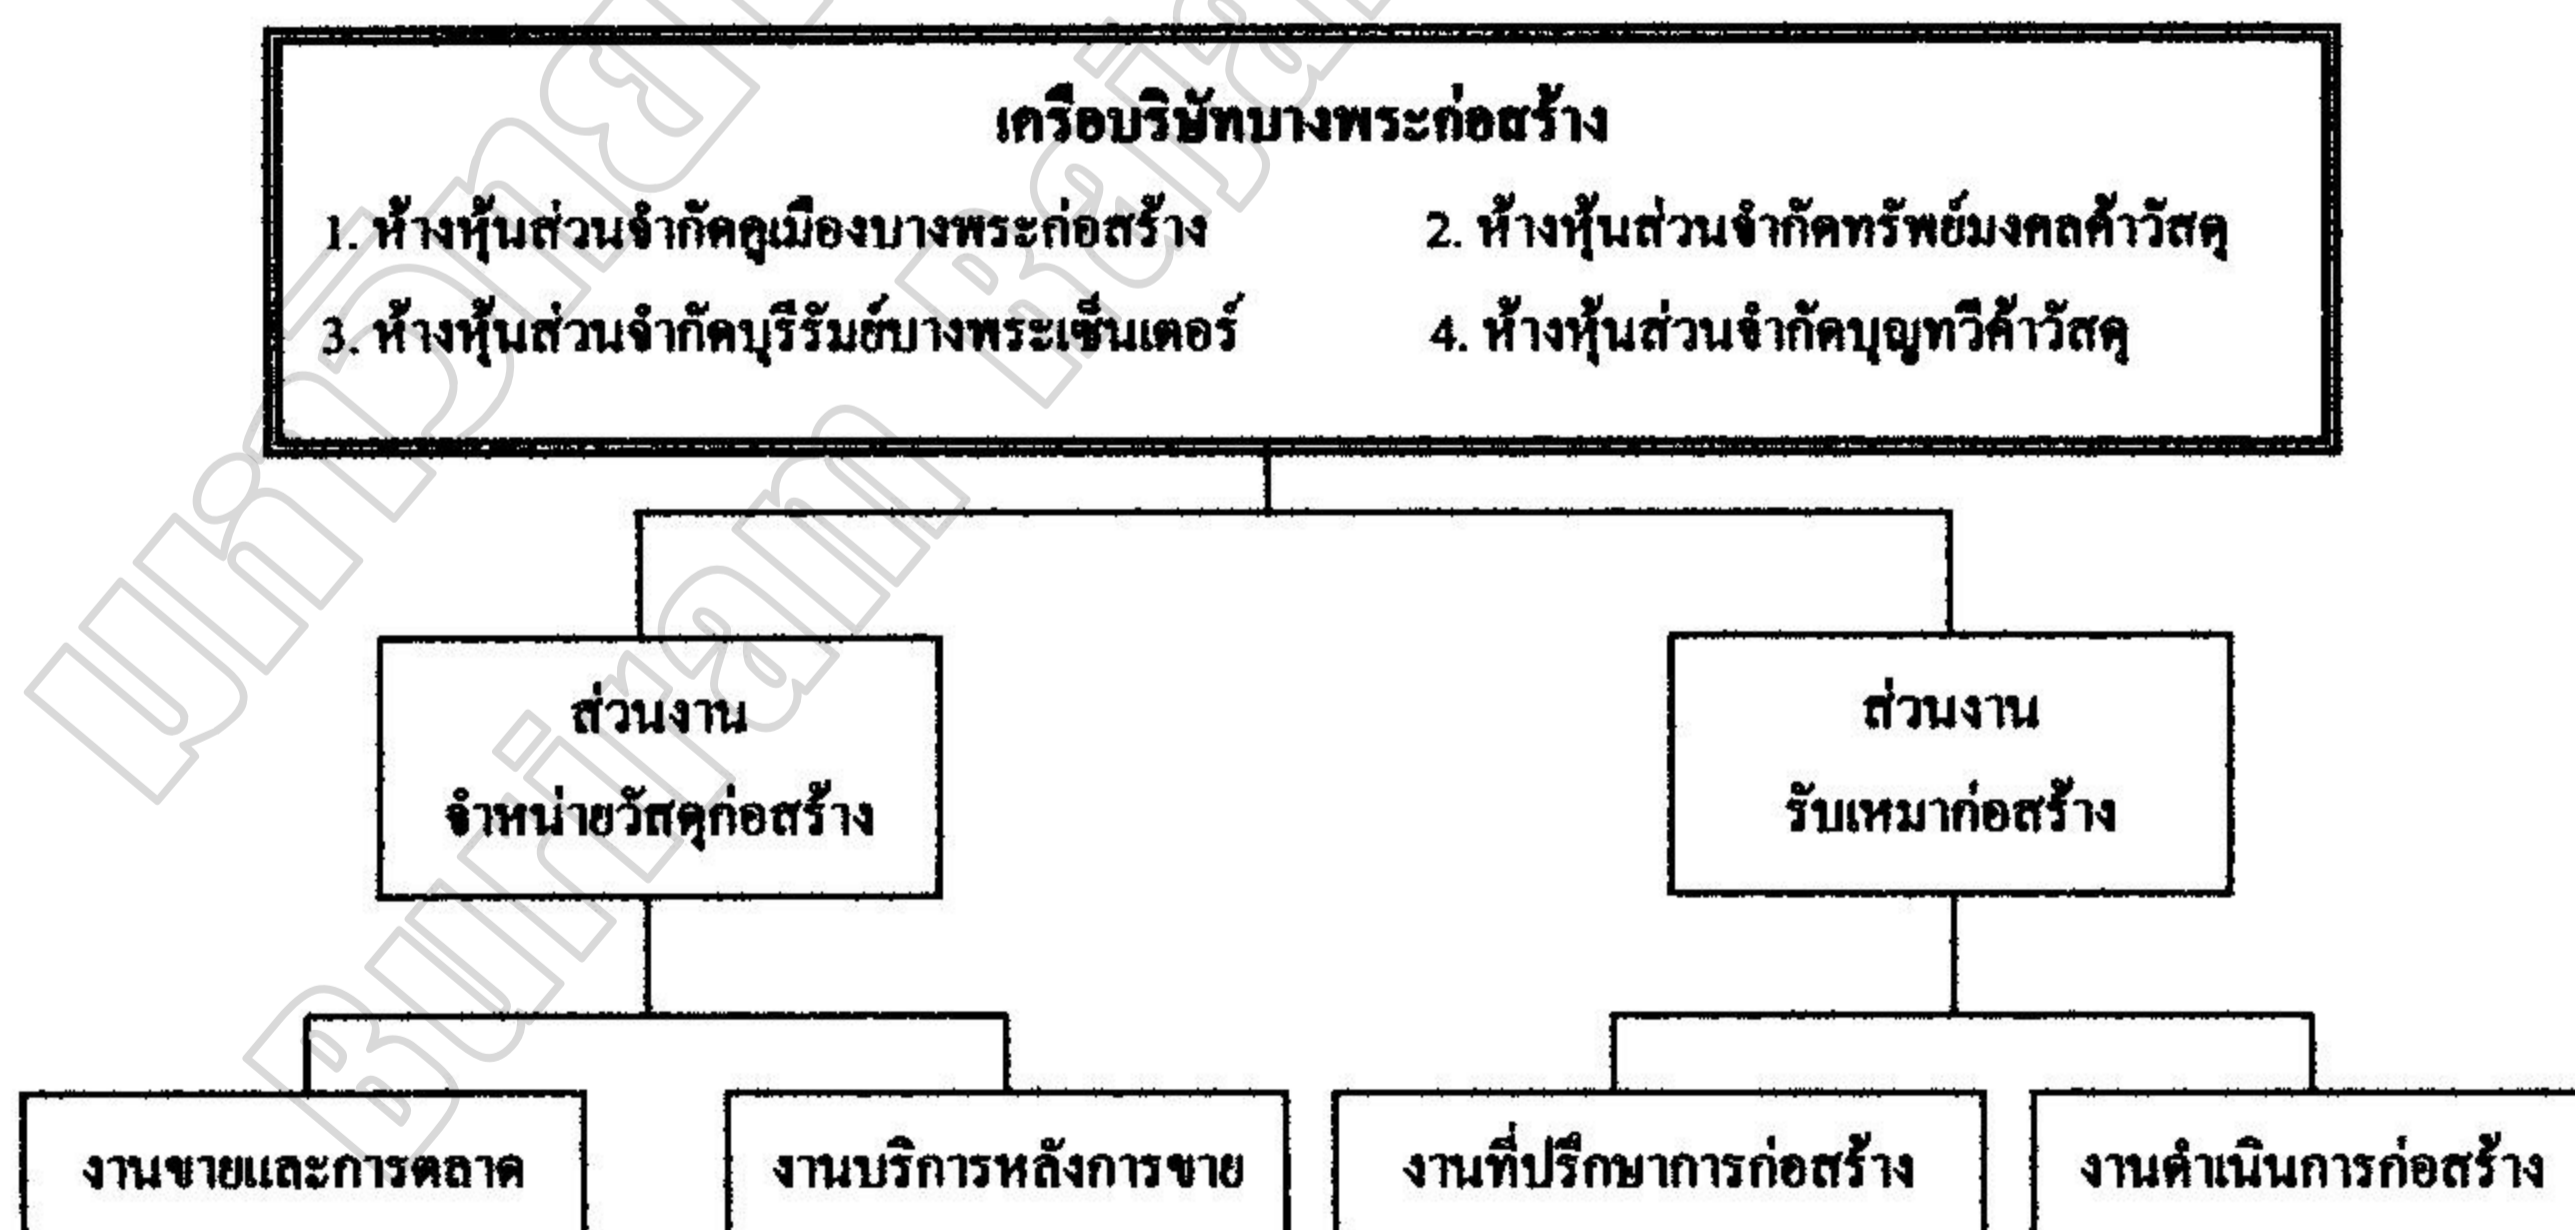 เครือบริษัทบางพระก่อสร้าง
1. ห้างหุ้นส่วนจำกัดคูเมืองบางพระก่อสร้าง 2. ห้างหุ้นส่วนจำกัดทรัพย์มงคลค้าวัสดุ
3. ห้างหุ้นส่วนจำกัดบุรีรัมย์บางพระเซ็นเตอร์ 4. ห้างหุ้นส่วนจำกัดบุญทวีค้าวัสดุ
ส่วนงาน
จำหน่ายวัสดุก่อสร้าง
ส่วนงาน
รับเหมาก่อสร้าง
งานขายและการตลาด
งานบริการหลังการขาย
งานที่ปรึกษาการก่อสร้าง
งานดำเนินการก่อสร้าง
Buriram